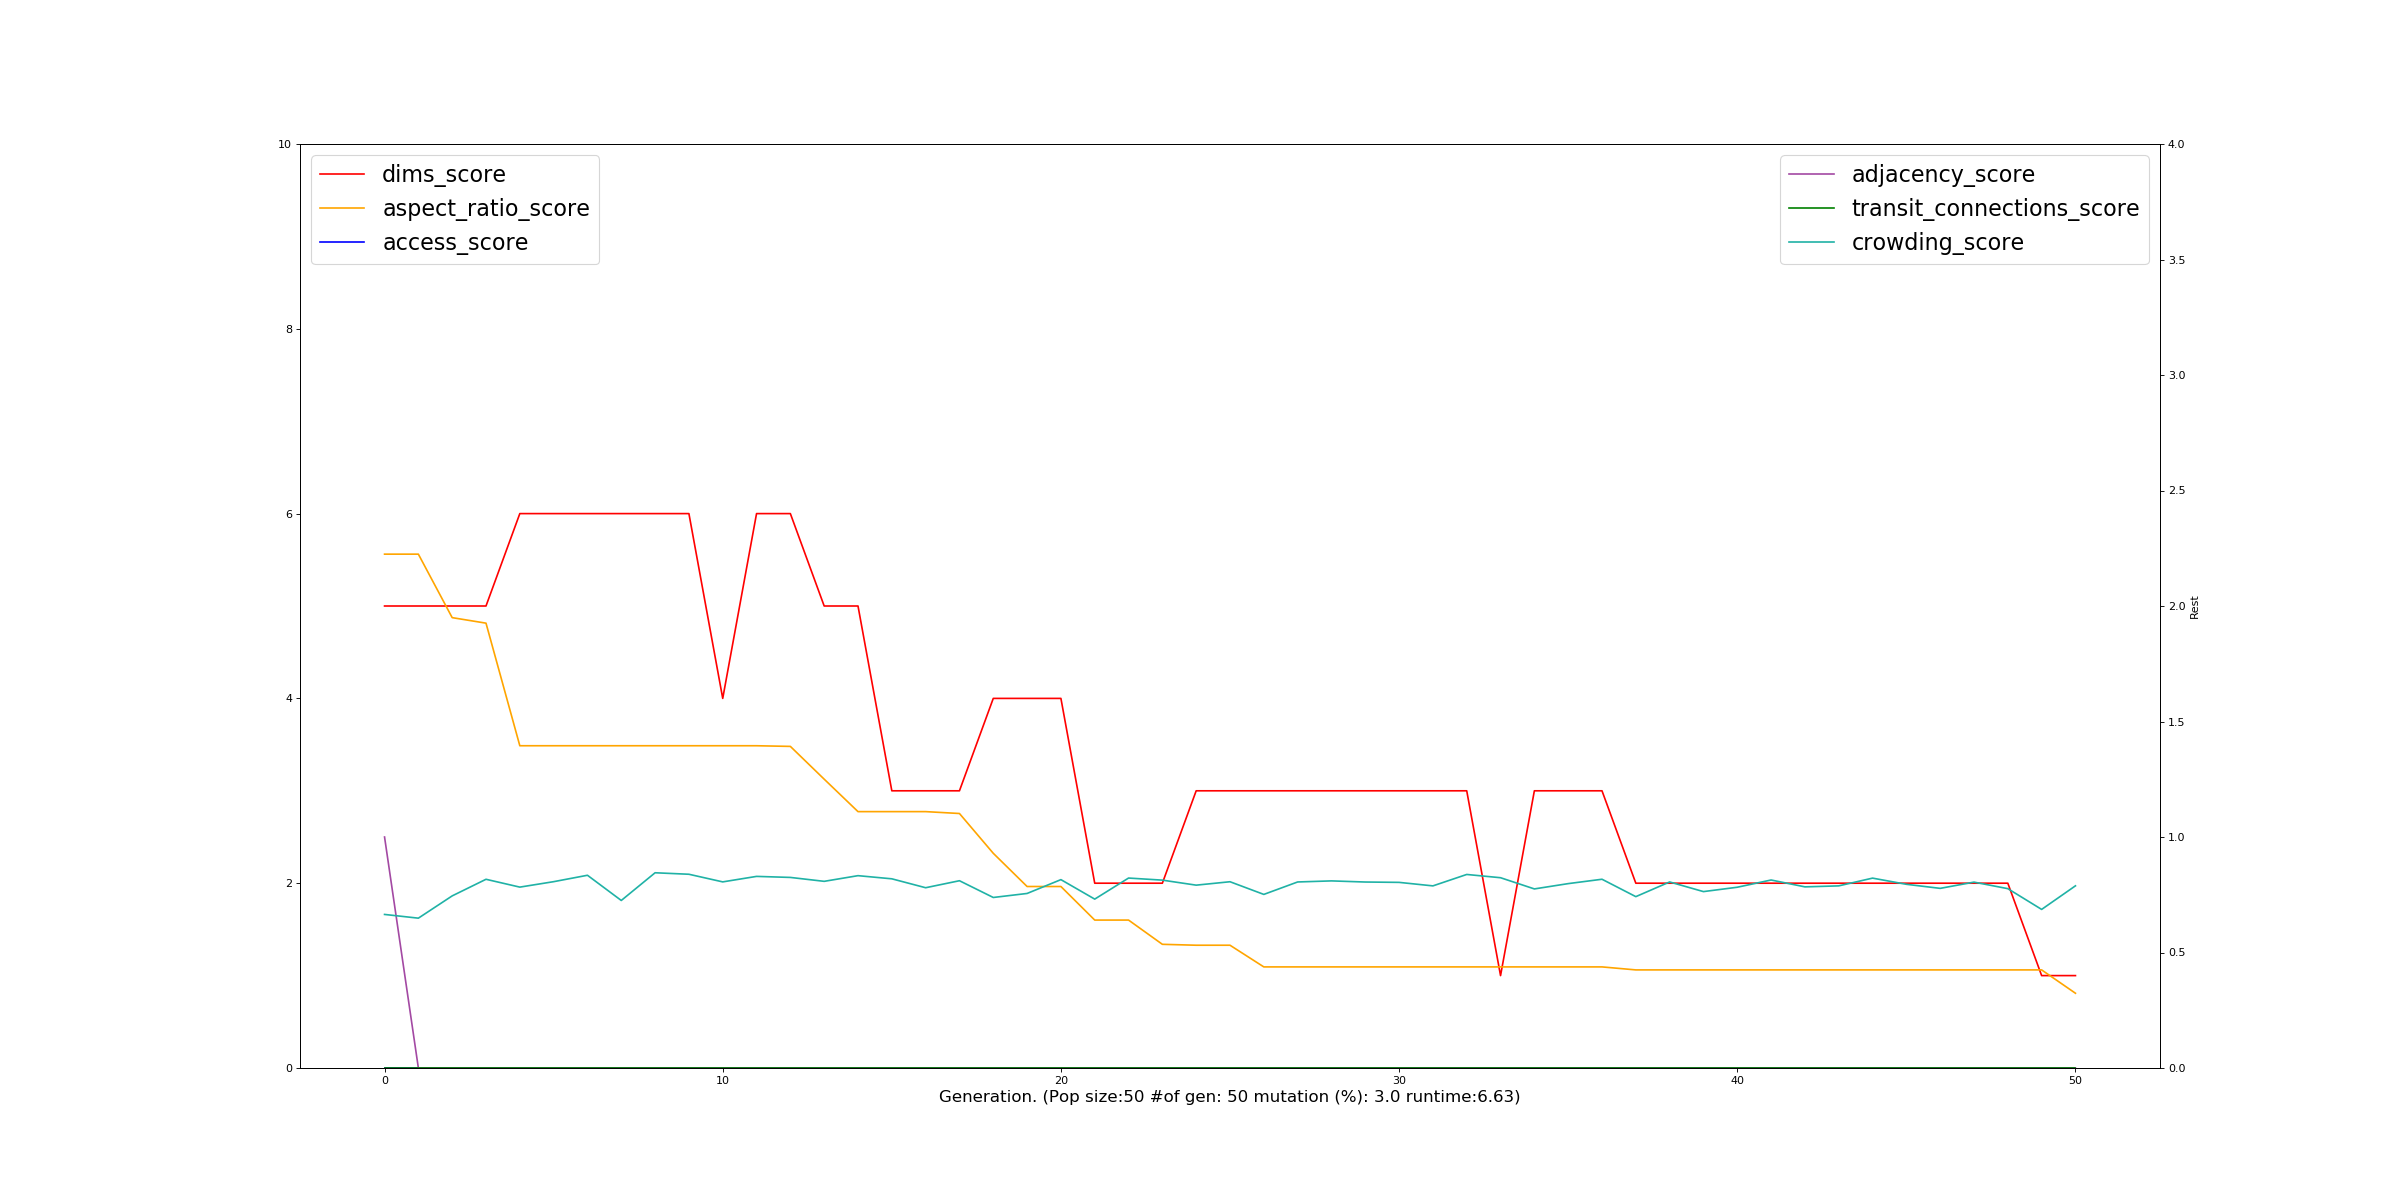 10
8
6
4
2
0
dims_score
aspect_ratio_score
access_score
adjacency_score
transit_connections_score
crowding_score
4.0
3.5
3.0
2.5
2.0
1.5
1.0
0.5
0.0
Rest
0 10 20 30 40 50
Generation. (Pop size:50 #of gen: 50 mutation (%): 3.0 runtime:6.63)